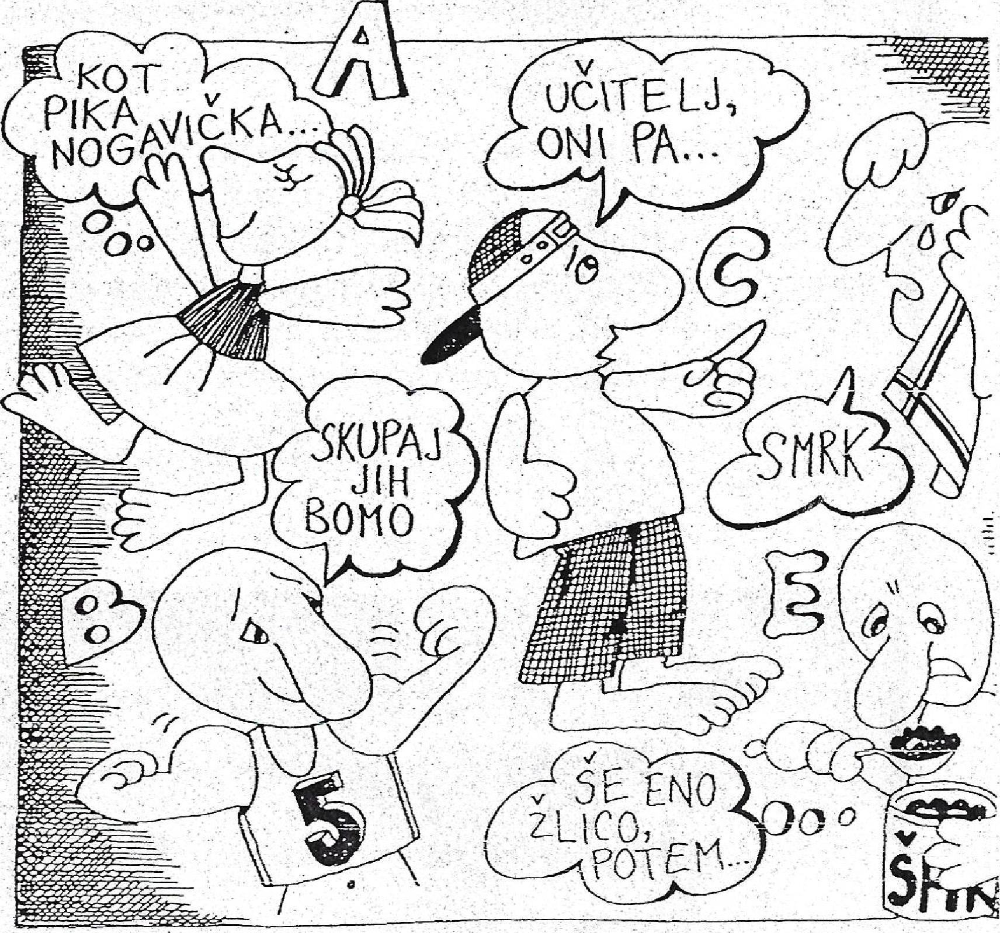 A
KOT
PIKA
NOGAVIČKA...
UČITELJ,
ONI PA...
C
SKUPAJ
JIH
BOMO
SMRK
B
E
5
ŠE ENO
ŽLICO,
POTEM...